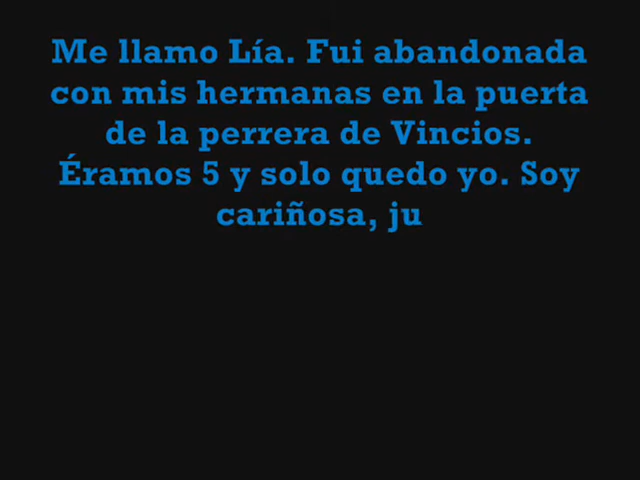 Me llamo Lía. Fui abandonada
con mis hermanas en la puerta
de la perrera de Vincios.
Éramos 5 y solo quedo yo. Soy
cariñosa, ju